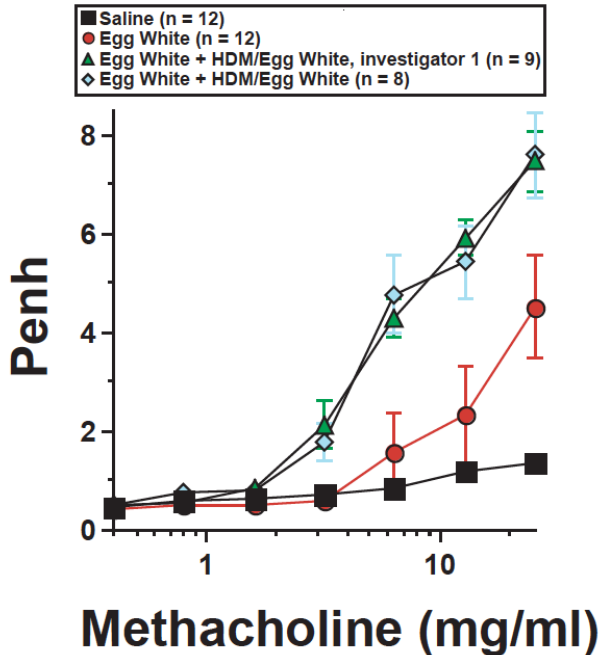 Saline (n = 12)
Egg White (n = 12)
Egg White + HDM/Egg White, investigator 1 (n = 9)
Egg White + HDM/Egg White (n = 8)
8
6
4
2
0
Penh
1
10
Methacholine (mg/ml)